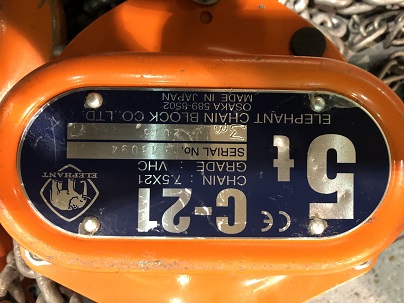 5t
C-21
CE
ELEPHANT
CHAIN : 7.5X21
GRADE : VHC
SERIAL No.
3m
ELEPHANT CHAIN BLOCK CO.,LTD.
OSAKA 589-8502
MADE IN JAPAN